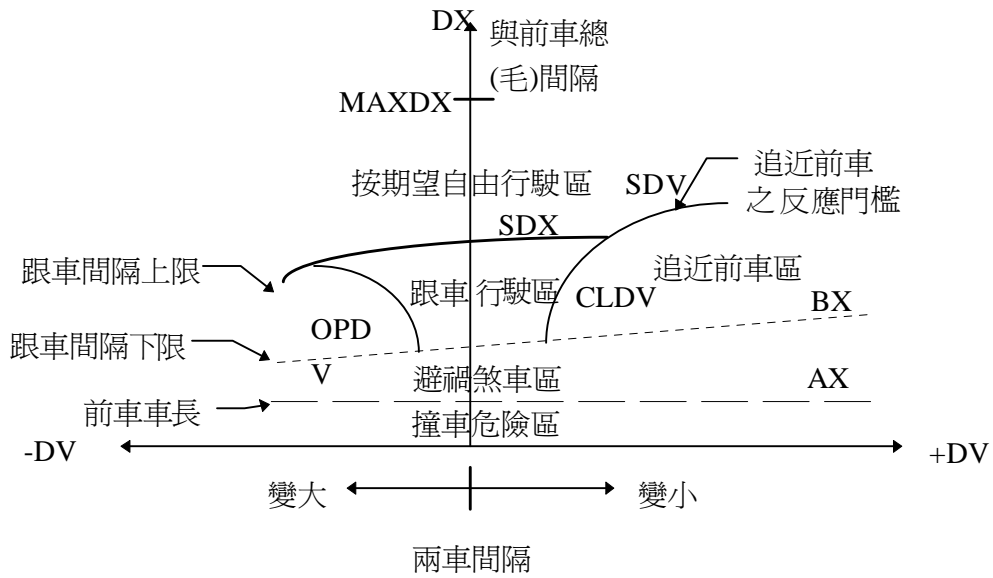 DX
與前車總
(毛)間隔
MAXDX
按期望自由行駛區
SDV
追近前車
之反應門檻
SDX
跟車間隔上限
跟車行駛區
CLDV
追近前車區
OPD
V
BX
跟車間隔下限
避禍煞車區
AX
前車車長
撞車危險區
-DV
+DV
變大
變小
兩車間隔